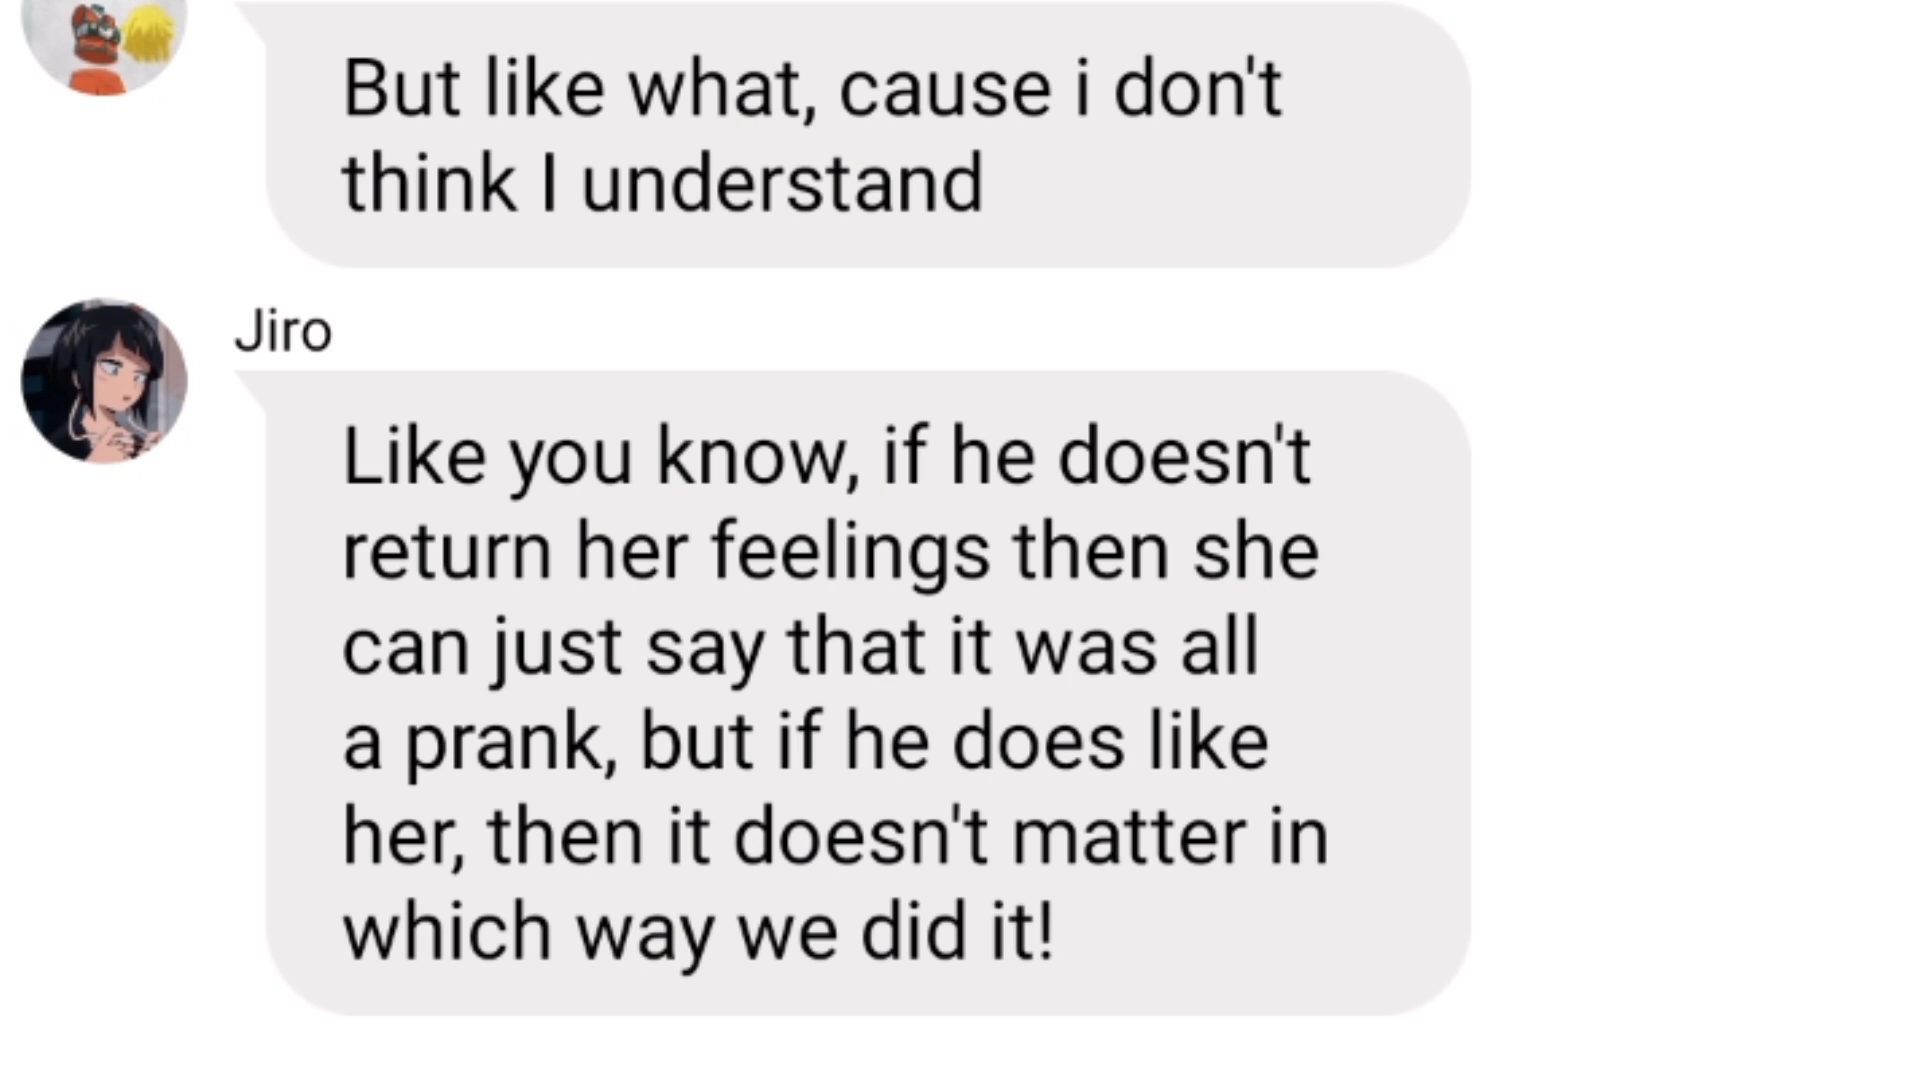 But like what, cause i don't
think I understand
Jiro
Like you know, if he doesn't
return her feelings then she
can just say that it was all
a prank, but if he does like
her, then it doesn't matter in
which way we did it!